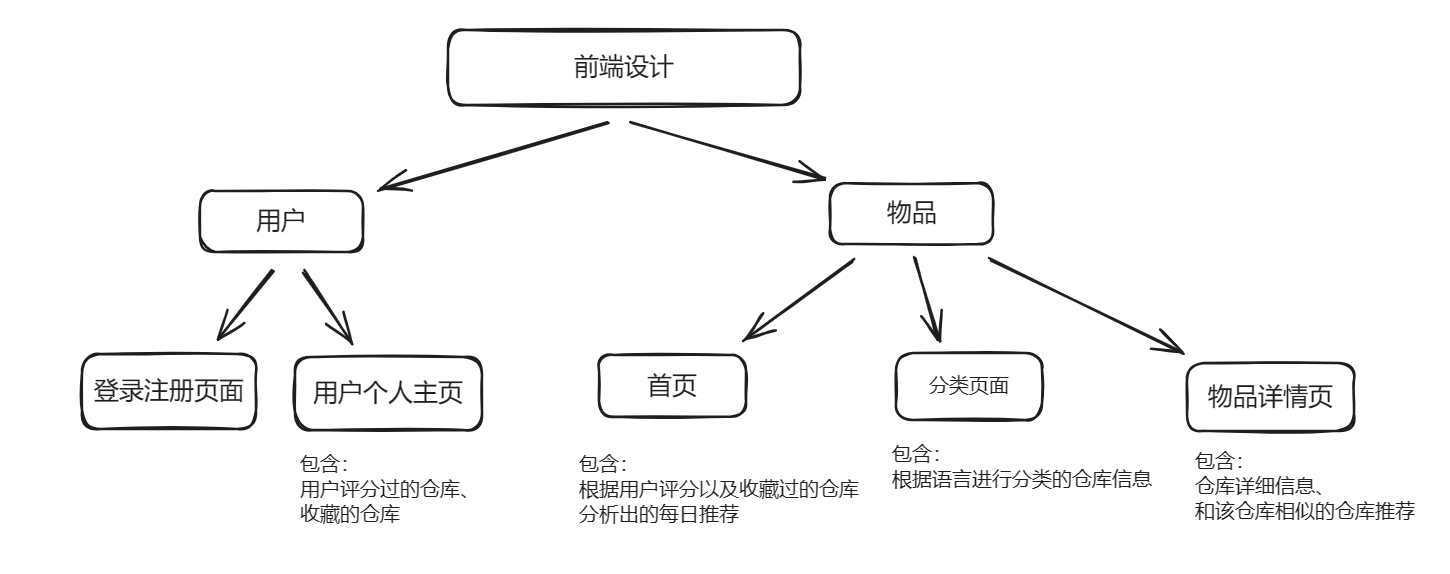 前端设计
用户
物品
登录注册页面
用户个人主页
首页
分类页面
物品详情页
包含：
用户评分过的仓库、
收藏的仓库
包含：
根据用户评分以及收藏过的仓库
分析出的每日推荐
包含：
根据语言进行分类的仓库信息
包含：
仓库详细信息、
和该仓库相似的仓库推荐